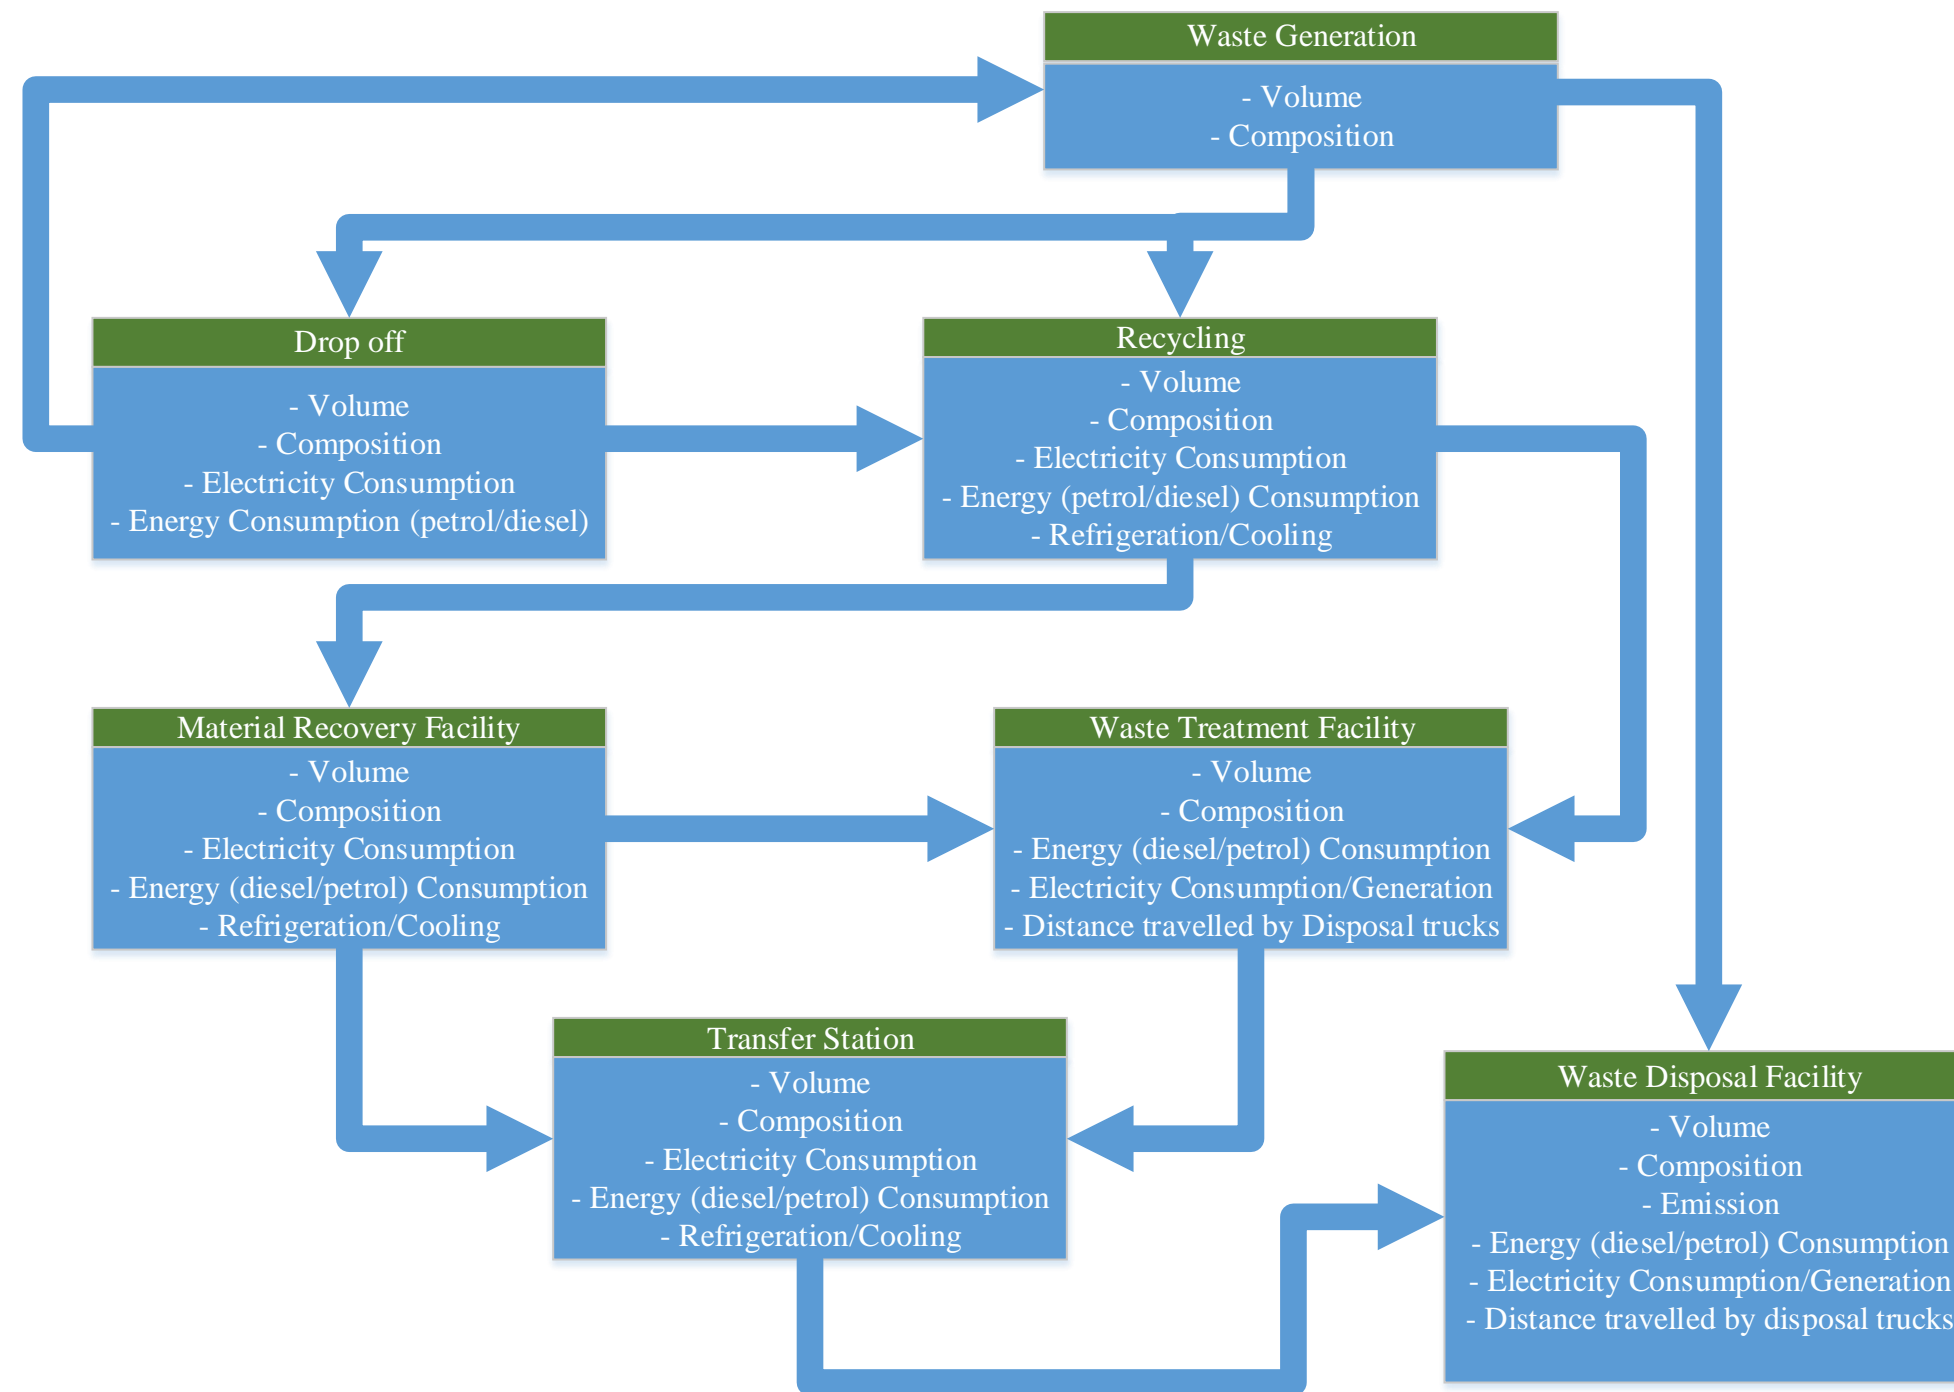 Waste Generation
- Volume
- Composition
Drop off
- Volume
- Composition
- Electricity Consumption
- Energy Consumption (petrol/diesel)
Recycling
- Volume
- Composition
- Electricity Consumption
- Energy (petrol/diesel) Consumption
- Refrigeration/Cooling
Material Recovery Facility
- Volume
- Composition
- Electricity Consumption
- Energy (diesel/petrol) Consumption
- Refrigeration/Cooling
Waste Treatment Facility
- Volume
- Composition
- Energy (diesel/petrol) Consumption
- Electricity Consumption/Generation
- Distance travelled by Disposal trucks
Transfer Station
- Volume
- Composition
- Electricity Consumption
- Energy (diesel/petrol) Consumption
- Refrigeration/Cooling
Waste Disposal Facility
- Volume
- Composition
- Emission
- Energy (diesel/petrol) Consumption
- Electricity Consumption/Generation
- Distance travelled by disposal trucks